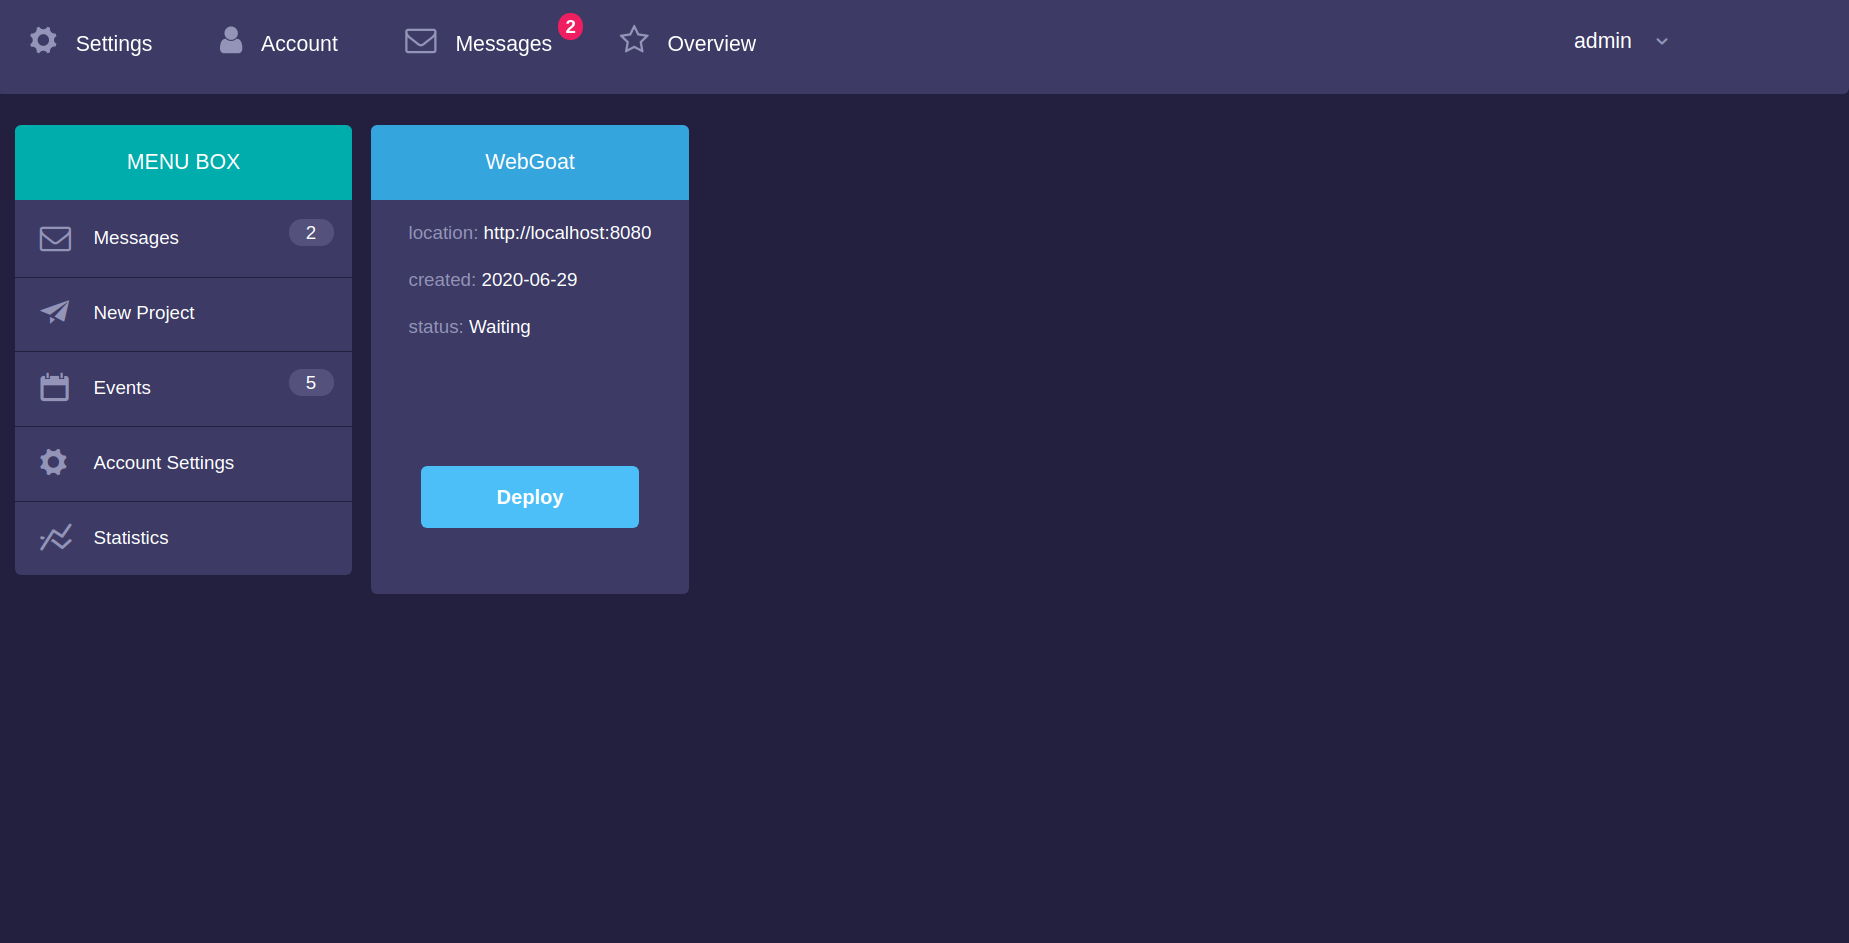 Settings
Account
Messages
2
Overview
admin
MENU BOX
Messages
2
New Project
Events
5
Account Settings
Statistics
WebGoat
location: http://localhost:8080
created: 2020-06-29
status: Waiting
Deploy